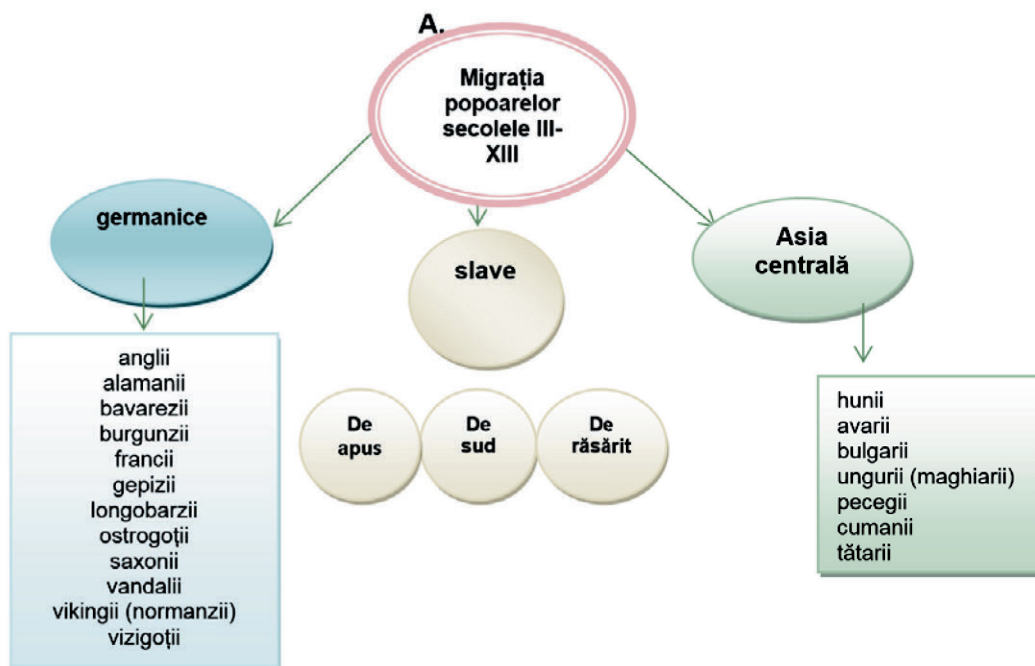 A.
Migrația
popoarelor
secolele III-
XIII
germanice
slave
Asia
centrală
anglii
alamanii
bavarezii
burgunzii
francii
gepizii
longobarzii
ostrogoții
saxonii
vandalii
vikingii (normanzii)
vizigoții
De
apus
De
sud
De
răsărit
hunii
avarii
bulgarii
ungurii (maghiarii)
pecegii
cumanii
tătarii